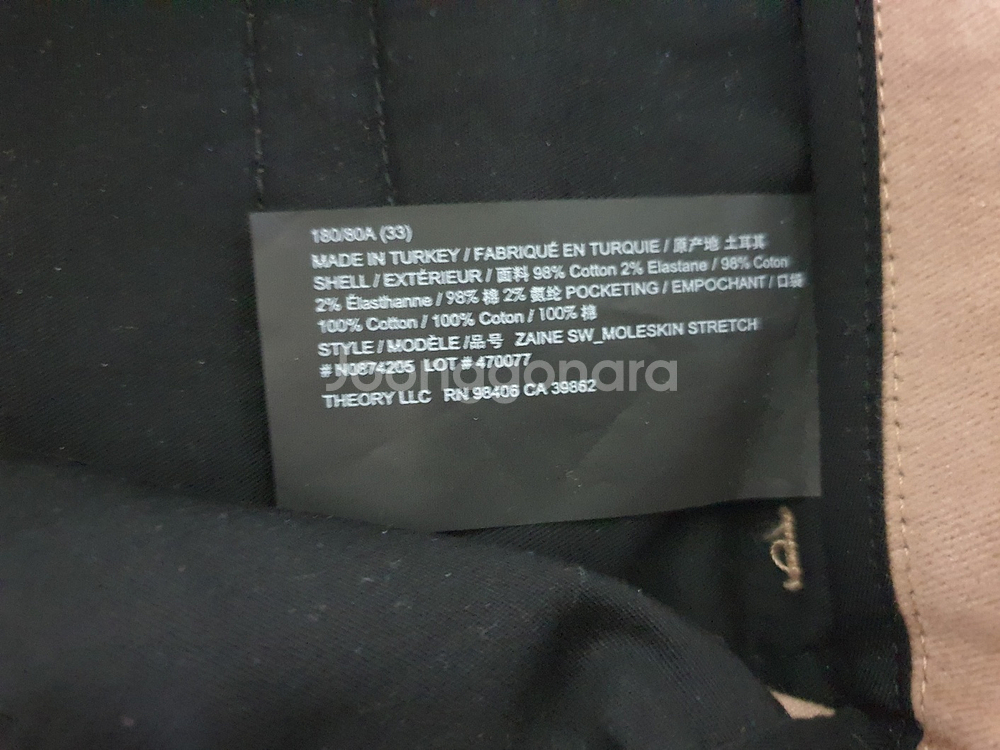 180/80A (33)
MADE IN TURKEY / FABRIQUÉ EN TURQUIE / 原产地 土耳其
SHELL / EXTÉRIEUR / 面料 98% Cotton 2% Elastane / 98% Coton
2% Élasthanne / 98% 棉 2% 氨纶 POCKETING / EMPOCHANT / 口袋
100% Cotton / 100% Coton / 100% 棉
STYLE / MODÈLE /品号 ZAINE SW_MOLESKIN STRETCH
# N0874205 LOT # 470077
Joonggonara
THEORY LLC RN 98406 CA 39862